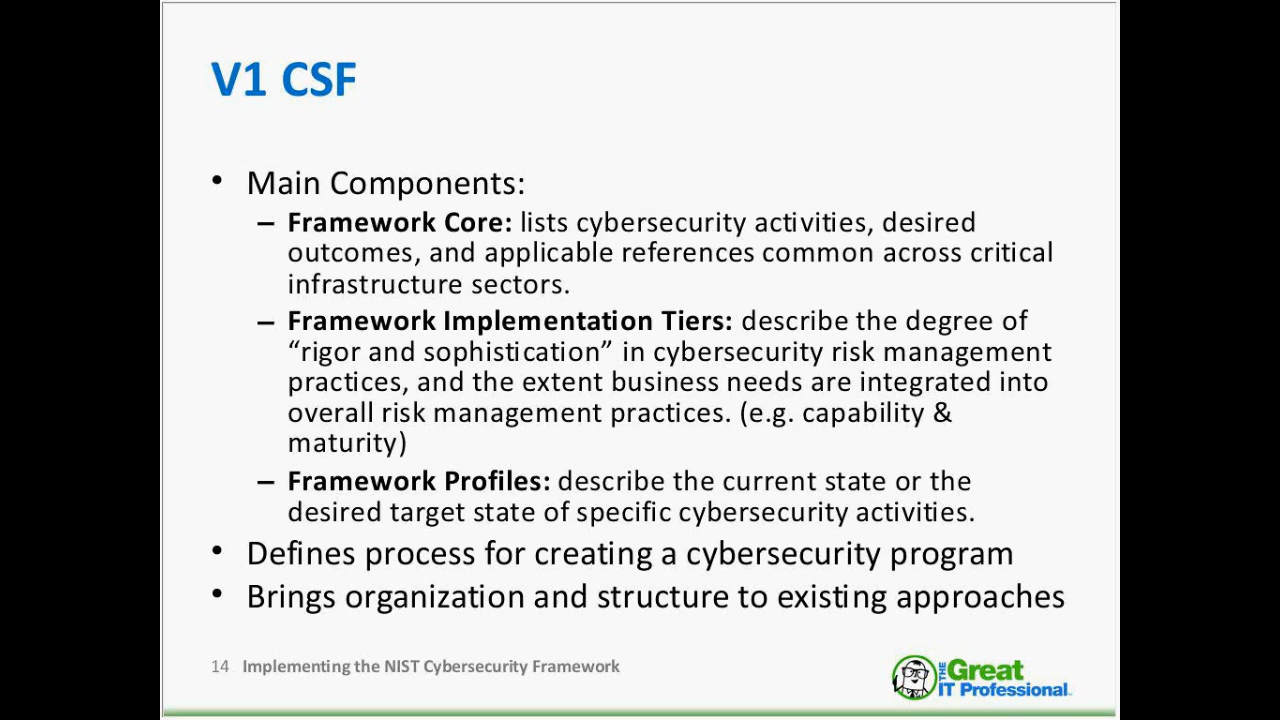 V1 CSF
• Main Components:
– Framework Core: lists cybersecurity activities, desired
outcomes, and applicable references common across critical
infrastructure sectors.
– Framework Implementation Tiers: describe the degree of
“rigor and sophistication” in cybersecurity risk management
practices, and the extent business needs are integrated into
overall risk management practices. (e.g. capability &
maturity)
– Framework Profiles: describe the current state or the
desired target state of specific cybersecurity activities.
• Defines process for creating a cybersecurity program
• Brings organization and structure to existing approaches
14 Implementing the NIST Cybersecurity Framework
THE Great
IT Professional